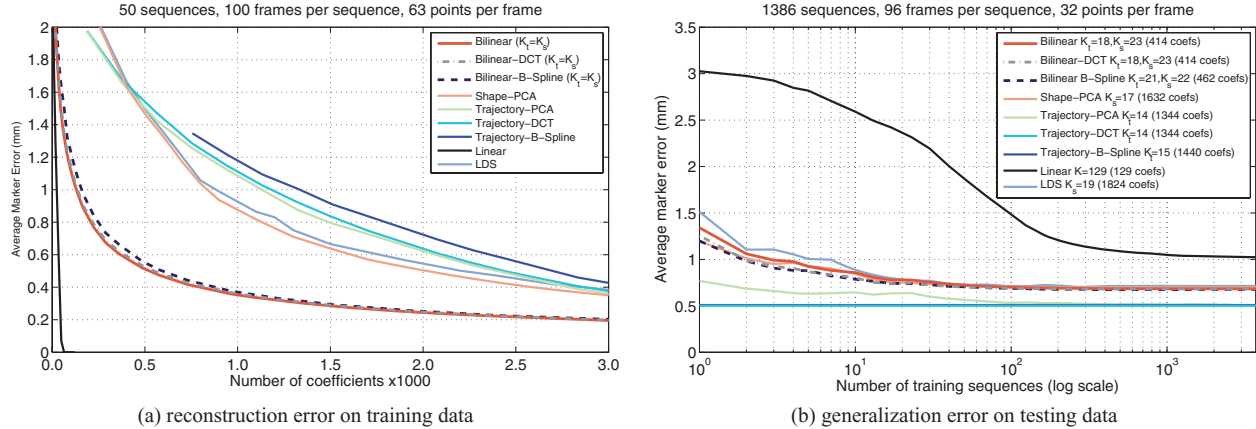 50 sequences, 100 frames per sequence, 63 points per frame
Average Marker Error (mm)
2
1.8
1.6
1.4
1.2
1
0.8
0.6
0.4
0.2
0
0.0
0.5
1.0
1.5
2.0
2.5
3.0
Number of coefficients x1000
Bilinear (Kt=Ks)
Bilinear-DCT (Kt=Ks)
Bilinear-B-Spline (Kt=Ks)
Shape-PCA
Trajectory-PCA
Trajectory-DCT
Trajectory-B-Spline
Linear
LDS
(a) reconstruction error on training data
1386 sequences, 96 frames per sequence, 32 points per frame
Average marker error (mm)
3.5
3
2.5
2
1.5
1
0.5
0
10^0
10^1
10^2
10^3
Number of training sequences (log scale)
Bilinear Kt=18,Ks=23 (414 coefs)
Bilinear-DCT Kt=18,Ks=23 (414 coefs)
Bilinear B-Spline Kt=21,Ks=22 (462 coefs)
Shape-PCA Ks=17 (1632 coefs)
Trajectory-PCA Kt=14 (1344 coefs)
Trajectory-DCT Kt=14 (1344 coefs)
Trajectory-B-Spline Kt=15 (1440 coefs)
Linear K=129 (129 coefs)
LDS Ks=19 (1824 coefs)
(b) generalization error on testing data